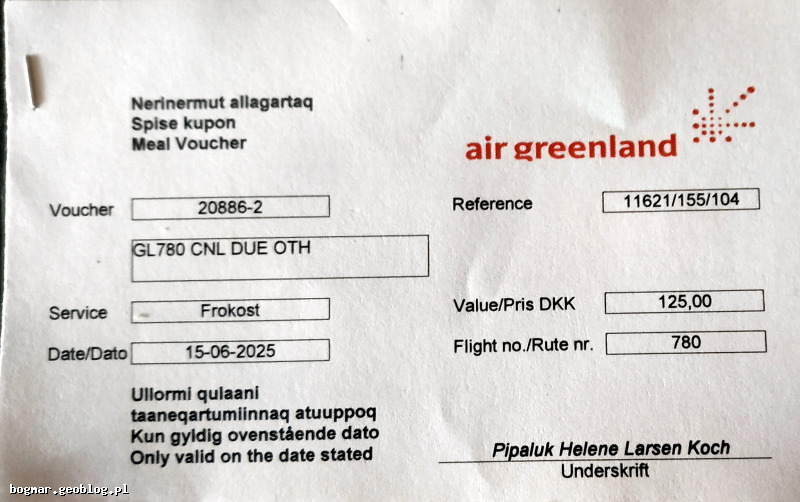 Nerinermut allagartaq
Spise kupon
Meal Voucher
air greenland
Voucher 20886-2
Reference 11621/155/104
GL780 CNL DUE OTH
Service Frokost
Value/Pris DKK 125,00
Date/Dato 15-06-2025
Flight no./Rute nr. 780
Ullormi qulaani
taaneqartumiinnaq atuuppoq
Kun gyldig ovenstående dato
Only valid on the date stated
Pipaluk Helene Larsen Koch
Underskrift
bogmar.geoblog.pl